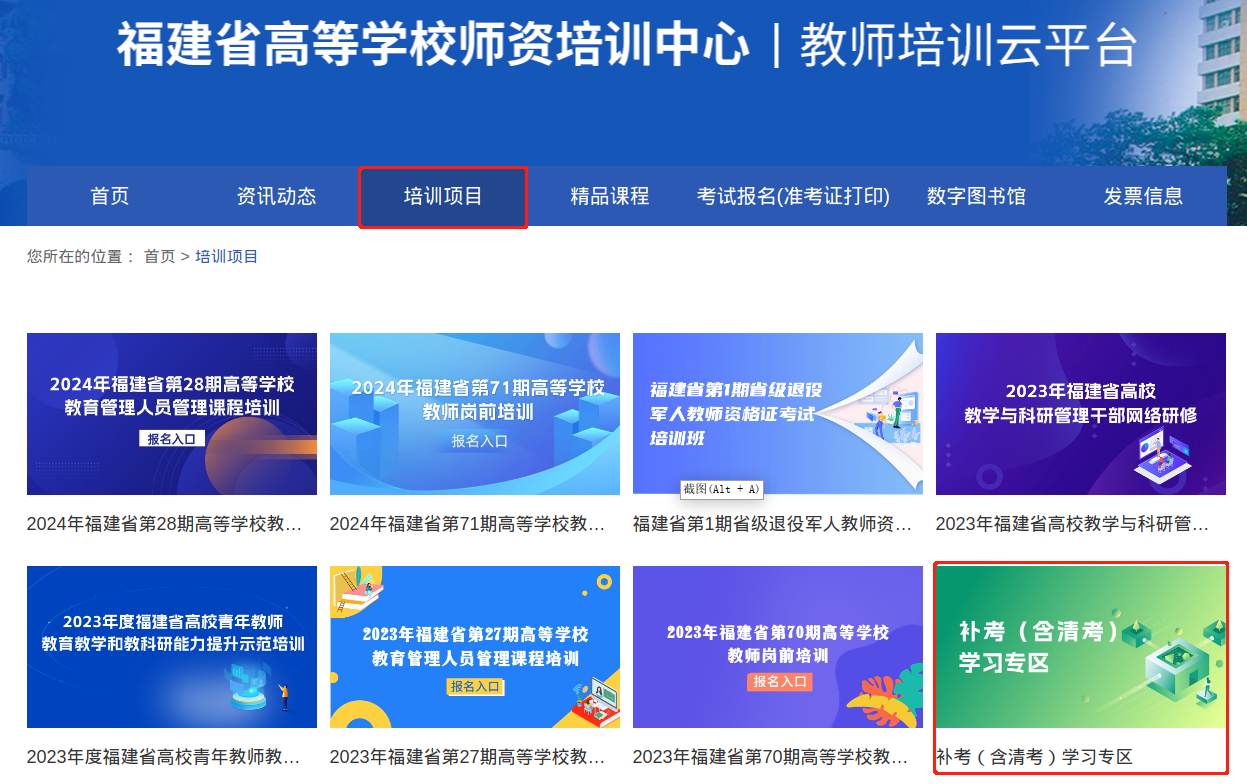 福建省高等学校师资培训中心 | 教师培训云平台
首页 资讯动态 培训项目 精品课程 考试报名(准考证打印) 数字图书馆 发票信息
您所在的位置： 首页 > 培训项目
2024年福建省第28期高等学校
教育管理人员管理课程培训
报名入口
2024年福建省第28期高等学校教...
2024年福建省第71期高等学校
教师岗前培训
报名入口
2024年福建省第71期高等学校教...
福建省第1期省级退役
军人教师资格证考试
培训班
截图(Alt + A)
福建省第1期省级退役军人教师资...
2023年福建省高校
教学与科研管理干部网络研修
2023年福建省高校教学与科研管...
2023年度福建省高校青年教师
教育教学和教科研能力提升示范培训
2023年度福建省高校青年教师教...
2023年福建省第27期高等学校
教育管理人员管理课程培训
报名入口
2023年福建省第27期高等学校教...
2023年福建省第70期高等学校
教师岗前培训
报名入口
2023年福建省第70期高等学校教...
补考（含清考）
学习专区
补考（含清考）学习专区